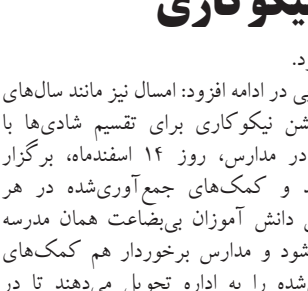 نیکوکاری
د.
ی در ادامه افزود: امسال نیز مانند سال‌های
شن نیکوکاری برای تقسیم شادی‌ها با
در مدارس، روز ۱۴ اسفندماه، برگزار
د و کمک‌های جمع‌آوری‌شده در هر
دانش آموزان بی‌بضاعت همان مدرسه
شود و مدارس برخوردار هم کمک‌های
شده را به اداره تحویل می‌دهند تا در